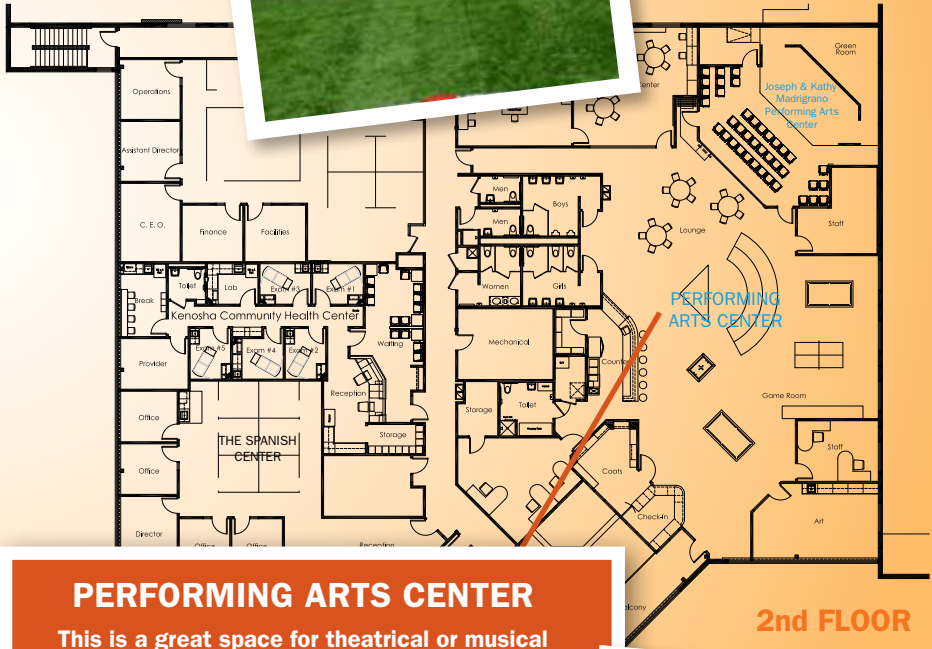 Green
Room
Operations
enter
Joseph & Kathy
Madrigrano
Performing Arts
Center
Assistant Director
Men
Boys
C. E. O.
Finance
Facilities
Men
Staff
Lounge
Toilet
Lab
Exam #3
Exam #1
Women
Girls
Break
PERFORMING
ARTS CENTER
Kenosha Community Health Center
Waiting
Mechanical
Exam #5
Exam #4
Exam #2
Counter
Provider
Reception
Game Room
Office
Storage
Toilet
Storage
THE SPANISH
CENTER
Staff
Office
Coats
Check-In
Art
Director
Office
Office
Reception
lcony
PERFORMING ARTS CENTER
This is a great space for theatrical or musical
2nd FLOOR